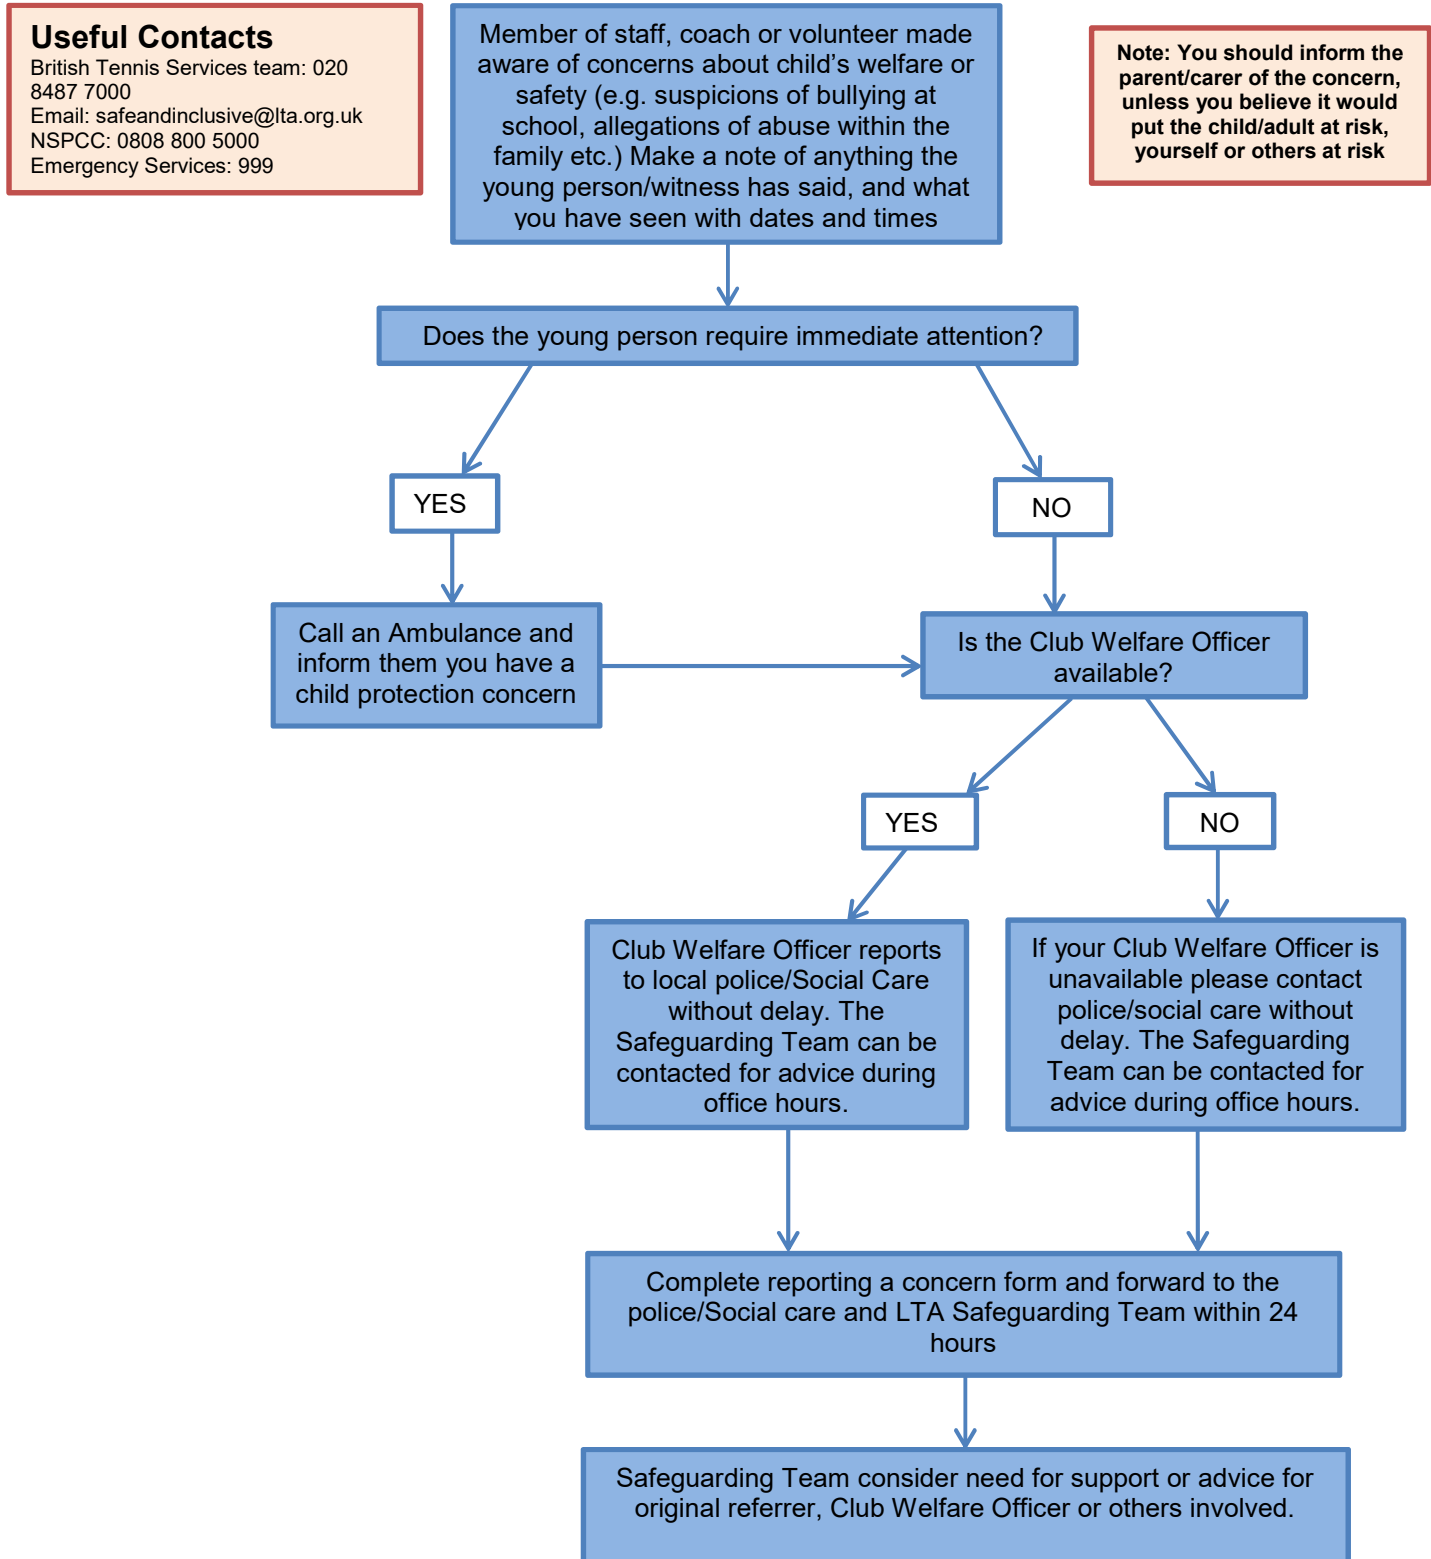 Useful Contacts
British Tennis Services team: 020
8487 7000
Email: safeandinclusive@lta.org.uk
NSPCC: 0808 800 5000
Emergency Services: 999
Member of staff, coach or volunteer made
aware of concerns about child's welfare or
safety (e.g. suspicions of bullying at
school, allegations of abuse within the
family etc.) Make a note of anything the
young person/witness has said, and what
you have seen with dates and times
Note: You should inform the
parent/carer of the concern,
unless you believe it would
put the child/adult at risk,
yourself or others at risk
Does the young person require immediate attention?
YES
NO
Call an Ambulance and
inform them you have a
child protection concern
Is the Club Welfare Officer
available?
YES
NO
Club Welfare Officer reports
to local police/Social Care
without delay. The
Safeguarding Team can be
contacted for advice during
office hours.
If your Club Welfare Officer is
unavailable please contact
police/social care without
delay. The Safeguarding
Team can be contacted for
advice during office hours.
Complete reporting a concern form and forward to the
police/Social care and LTA Safeguarding Team within 24
hours
Safeguarding Team consider need for support or advice for
original referrer, Club Welfare Officer or others involved.